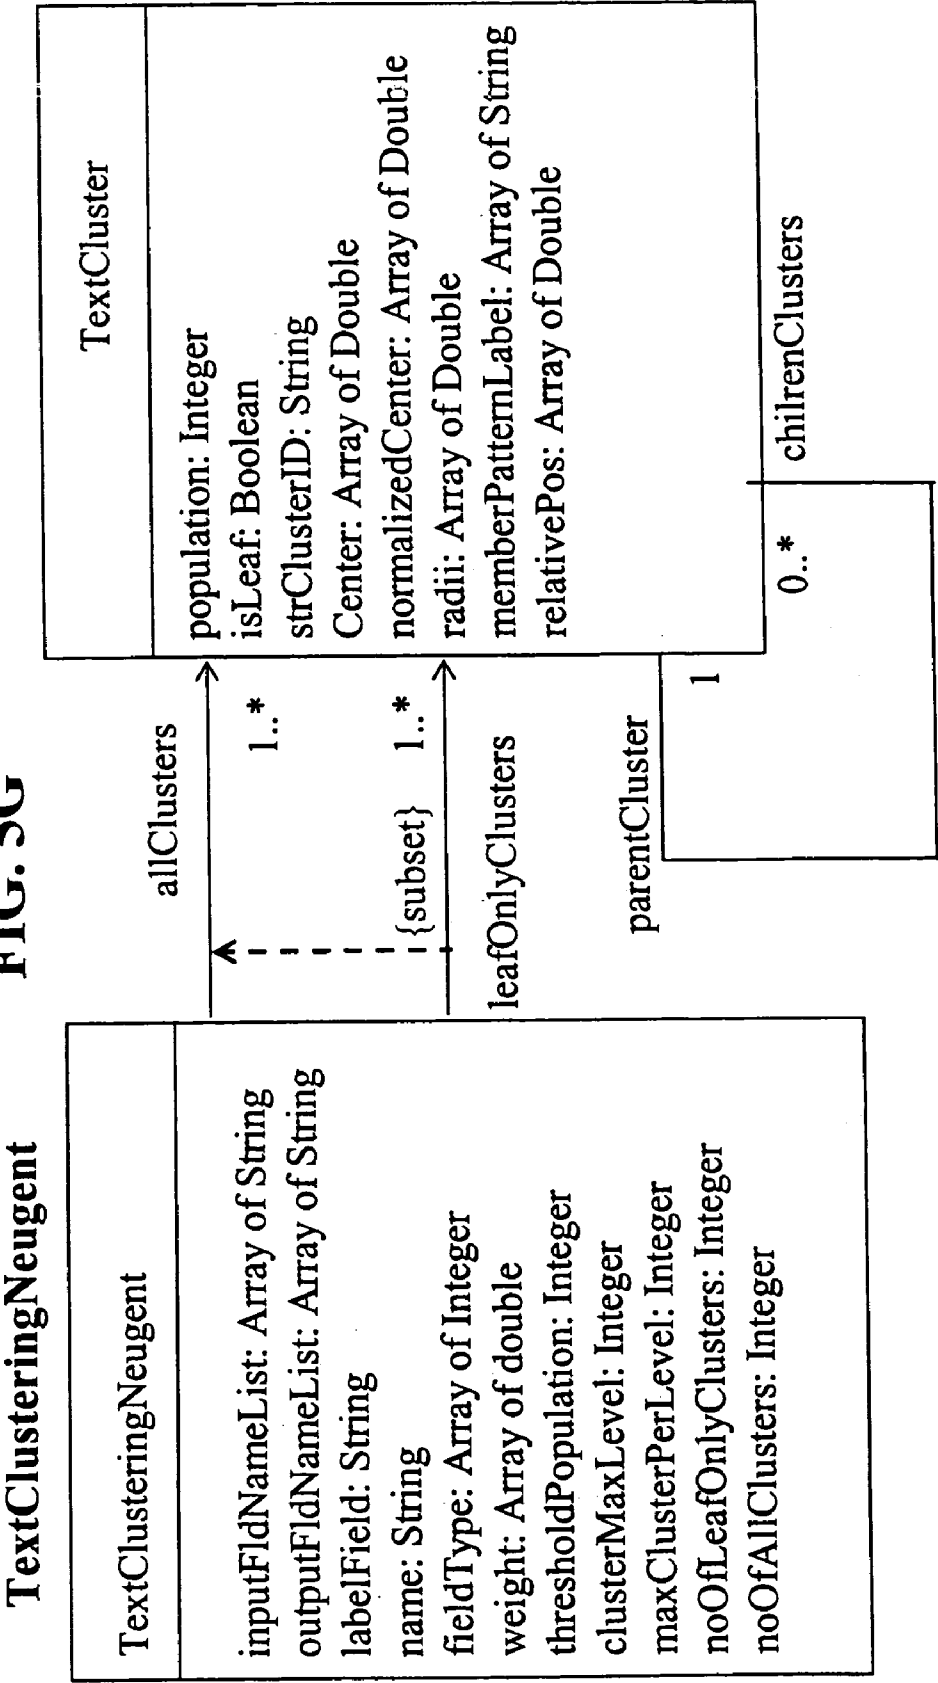 TextClusteringNeugent
FIG. 3G
TextClusteringNeugent
inputFldNameList: Array of String
outputFldNameList: Array of String
labelField: String
name: String
fieldType: Array of Integer
weight: Array of double
thresholdPopulation: Integer
clusterMaxLevel: Integer
maxClusterPerLevel: Integer
noOfLeafOnlyClusters: Integer
noOfAllClusters: Integer
allClusters
1..*
{subset}
1..*
leafOnlyClusters
TextCluster
population: Integer
isLeaf: Boolean
strClusterID: String
Center: Array of Double
normalizedCenter: Array of Double
radii: Array of Double
memberPatternLabel: Array of String
relativePos: Array of Double
parentCluster
1
0..*
chilrenClusters